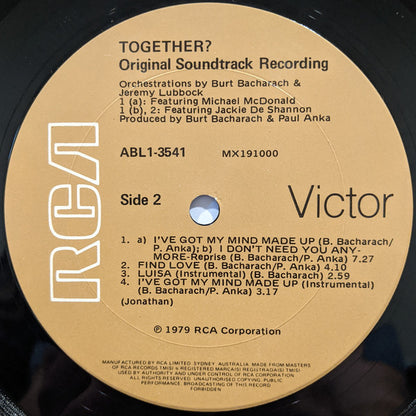 TOGETHER?
Original Soundtrack Recording
Orchestrations by Burt Bacharach &
Jeremy Lubbock
1 (a): Featuring Michael McDonald
1 (b), 2: Featuring Jackie De Shannon
Produced by Burt Bacharach & Paul Anka
ABL1-3541 MX191000
RCA
Side 2
Victor
1. a) I'VE GOT MY MIND MADE UP (B. Bacharach/
P. Anka); b) I DON'T NEED YOU ANY-
MORE-Reprise (B. Bacharach/P. Anka) 7.27
2. FIND LOVE (B. Bacharach/P. Anka) 4.10
3. LUISA (Instrumental) (B. Bacharach) 2.59
4. I'VE GOT MY MIND MADE UP (Instrumental)
(B. Bacharach/P. Anka) 3.17
(Jonathan)
℗ 1979 RCA Corporation
MANUFACTURED BY RCA LIMITED. SYDNEY. AUSTRALIA. MADE FROM MASTERS
OF RCA RECORDS TM(S) ® REGISTERED MARCA(S) REGISTRADA(S) TM(S)
USED BY AUTHORITY AND UNDER CONTROL OF RCA CORPORATION
ALL RIGHTS RESERVED. UNAUTHORISED COPYING. PUBLIC
PERFORMANCE. BROADCASTING OF THIS RECORD
FORBIDDEN